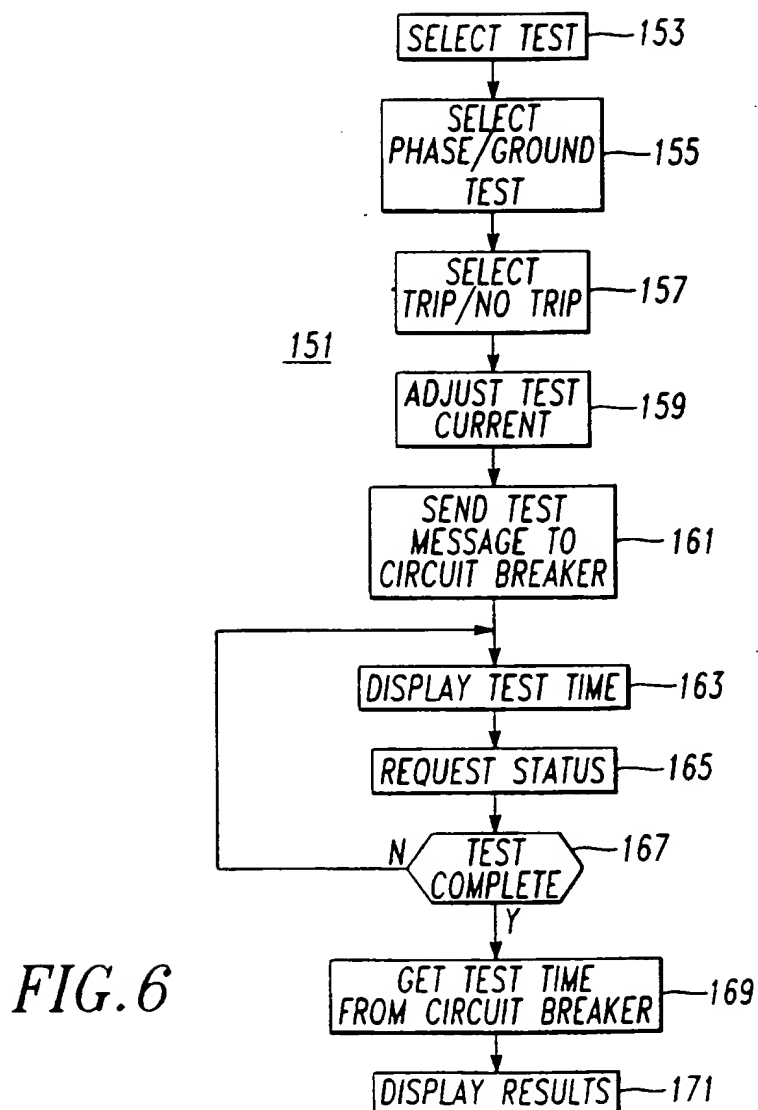 SELECT TEST 153
SELECT
PHASE/GROUND
TEST
155
SELECT
TRIP/NO TRIP
157
151
ADJUST TEST
CURRENT
159
SEND TEST
MESSAGE TO
CIRCUIT BREAKER
161
DISPLAY TEST TIME 163
REQUEST STATUS 165
N
TEST
COMPLETE
167
Y
FIG.6
GET TEST TIME
FROM CIRCUIT BREAKER
169
DISPLAY RESULTS 171